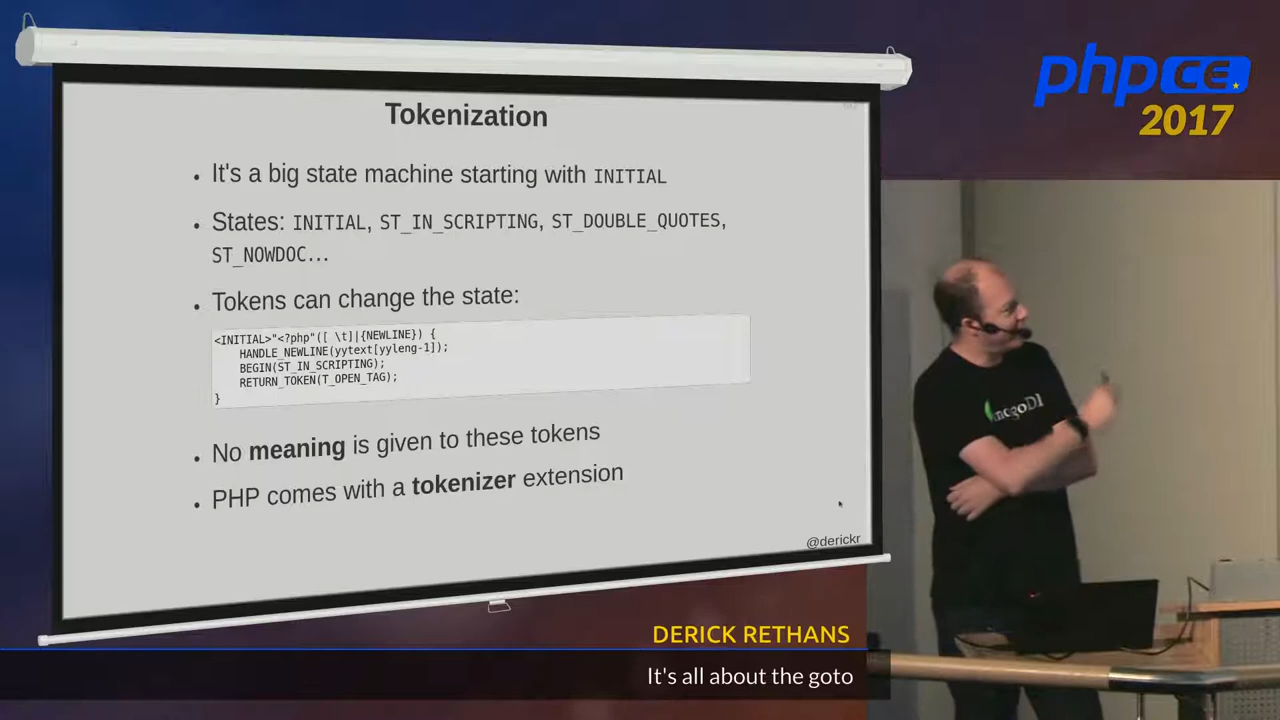 Tokenization
• It's a big state machine starting with INITIAL
• States: INITIAL, ST_IN_SCRIPTING, ST_DOUBLE_QUOTES,
ST_NOWDOC...
• Tokens can change the state:
<INITIAL>"<?php"([ \t]|{NEWLINE}) {
    HANDLE_NEWLINE(yytext[yyleng-1]);
    BEGIN(ST_IN_SCRIPTING);
    RETURN_TOKEN(T_OPEN_TAG);
}
• No meaning is given to these tokens
• PHP comes with a tokenizer extension
@derickr
phpCE
2017
mongoDB
DERICK RETHANS
It's all about the goto